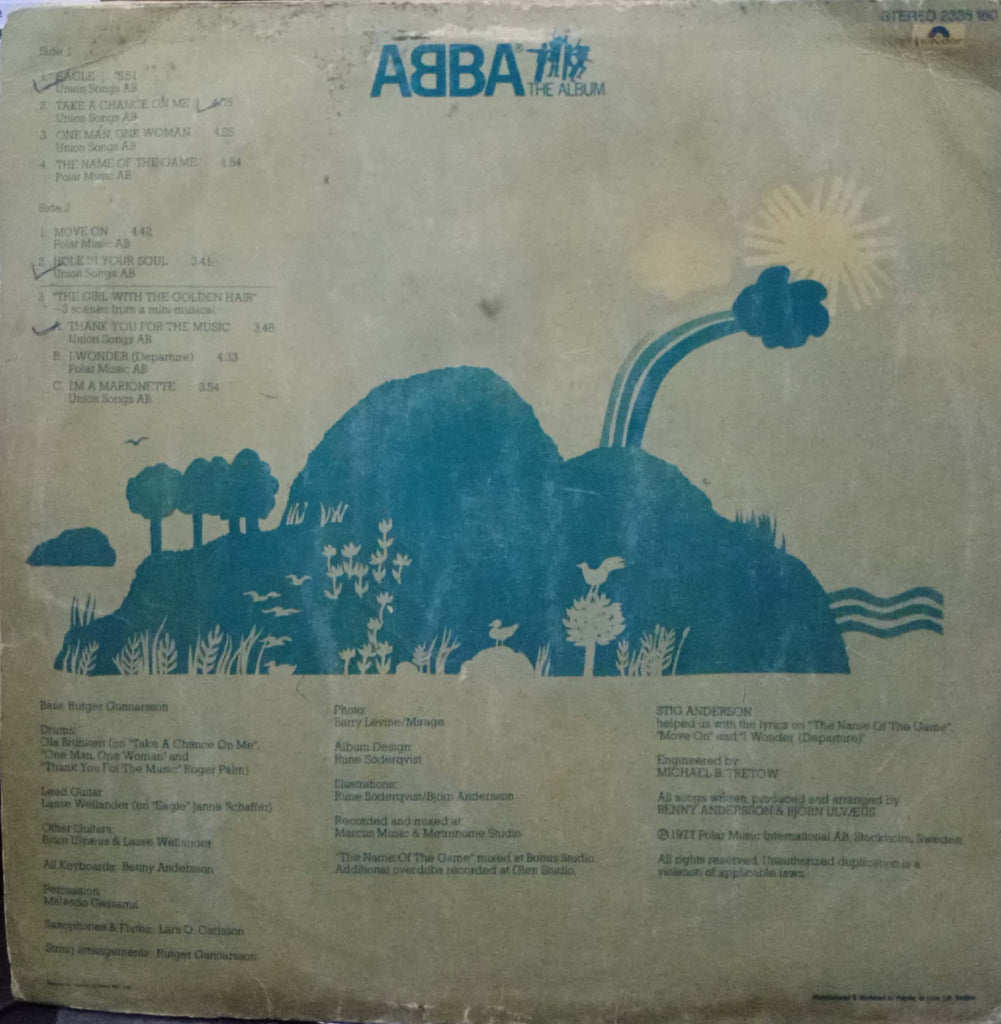 STEREO 2335 180
polydor
ABBA®
THE ALBUM
Side 1
1. EAGLE 5.51
Union Songs AB
2. TAKE A CHANCE ON ME 4.05
Union Songs AB
3. ONE MAN, ONE WOMAN 4.25
Union Songs AB
4. THE NAME OF THE GAME 4.54
Polar Music AB
Side 2
1. MOVE ON 4.42
Polar Music AB
2. HOLE IN YOUR SOUL 3.41
Union Songs AB
3. "THE GIRL WITH THE GOLDEN HAIR"
–3 scenes from a mini-musical–
A. THANK YOU FOR THE MUSIC 3.48
Union Songs AB
B. I WONDER (Departure) 4.33
Polar Music AB
C. I'M A MARIONETTE 3.54
Union Songs AB
Bass: Rutger Gunnarsson
Drums:
Ola Brunkert (on "Take A Chance On Me",
"One Man, One Woman" and
"Thank You For The Music" Roger Palm)
Lead Guitar:
Lasse Wellander (on "Eagle" Janne Schaffer)
Other Guitars:
Björn Ulvæus & Lasse Wellander
All Keyboards: Benny Andersson
Percussion:
Malando Gassama
Saxophones & Flutes: Lars O. Carlsson
String arrangements: Rutger Gunnarsson
Photo:
Barry Levine/Mirage
Album Design:
Rune Söderqvist
Illustrations:
Rune Söderqvist/Björn Andersson
Recorded and mixed at
Marcus Music & Metronome Studio
"The Name Of The Game" mixed at Bohus Studio
Additional overdubs recorded at Glen Studio
STIG ANDERSON
helped us with the lyrics on "The Name Of The Game",
"Move On" and "I Wonder (Departure)"
Engineered by
MICHAEL B. TRETOW
All songs written, produced and arranged by
BENNY ANDERSSON & BJÖRN ULVÆUS
℗ 1977 Polar Music International AB, Stockholm, Sweden
All rights reserved. Unauthorized duplication is a
violation of applicable laws.